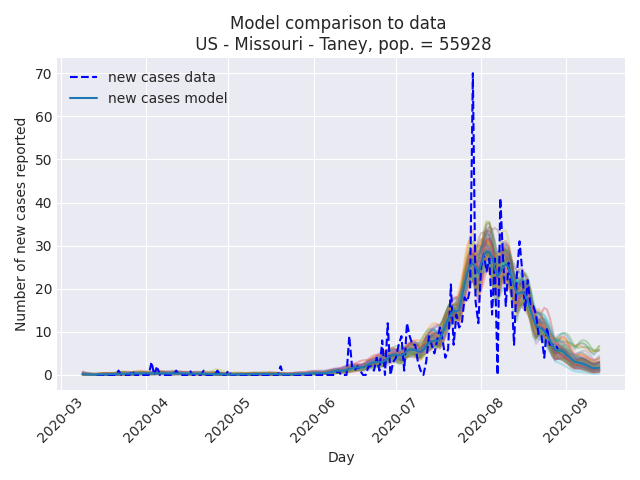 Model comparison to data
US - Missouri - Taney, pop. = 55928
new cases data
new cases model
Number of new cases reported
70
60
50
40
30
20
10
0
2020-03
2020-04
2020-05
2020-06
2020-07
2020-08
2020-09
Day